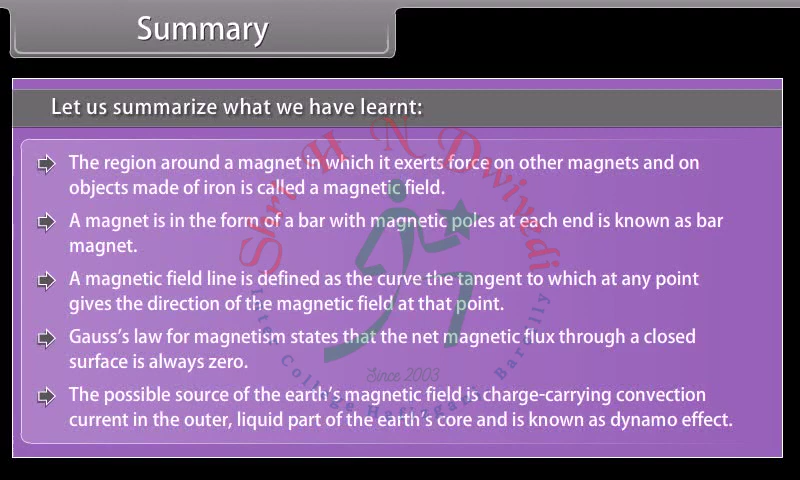 Summary
Let us summarize what we have learnt:
The region around a magnet in which it exerts force on other magnets and on
objects made of iron is called a magnetic field.
A magnet is in the form of a bar with magnetic poles at each end is known as bar
magnet.
A magnetic field line is defined as the curve the tangent to which at any point
gives the direction of the magnetic field at that point.
Gauss's law for magnetism states that the net magnetic flux through a closed
surface is always zero.
The possible source of the earth's magnetic field is charge-carrying convection
current in the outer, liquid part of the earth's core and is known as dynamo effect.
Shri H N Dwivedi
Inter College Bareilly
Since 2003